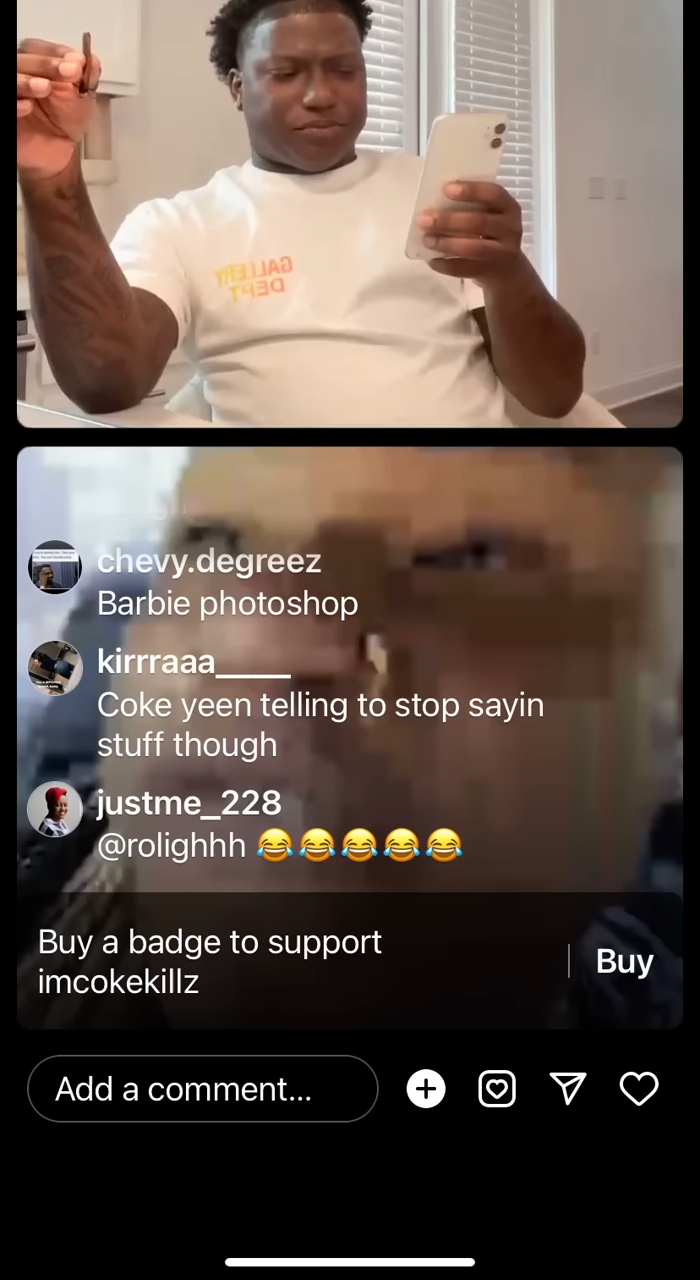 GALLERY
DEPT
chevy.degreez
Barbie photoshop
kirrraaa_____
Coke yeen telling to stop sayin
stuff though
justme_228
@rolighhh 😂😂😂😂😂
Buy a badge to support
imcokekillz
Buy
Add a comment...